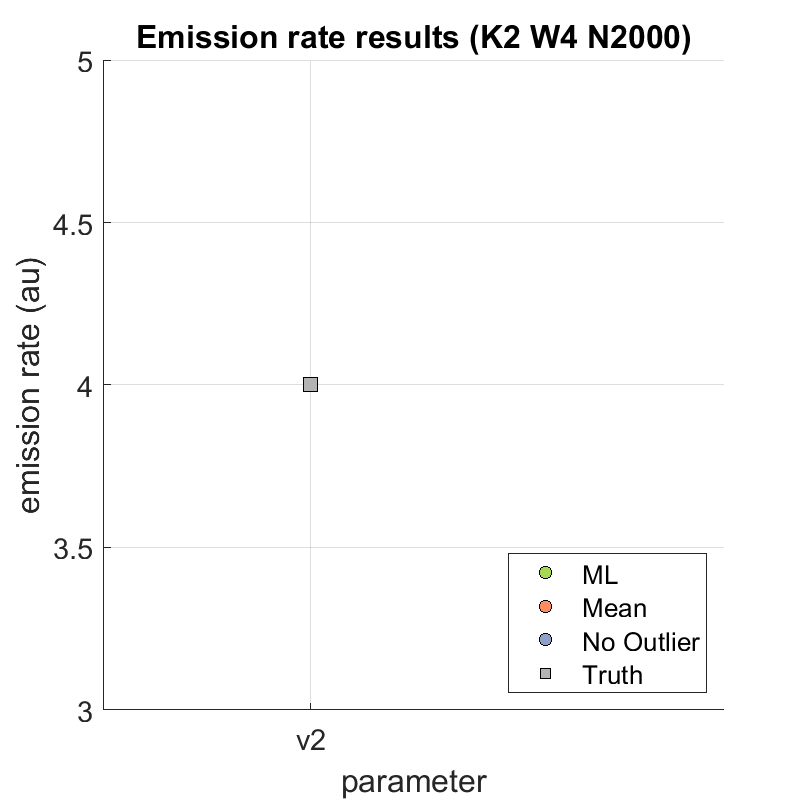 Emission rate results (K2 W4 N2000)
5
4.5
4
3.5
3
emission rate (au)
ML
Mean
No Outlier
Truth
v2
parameter